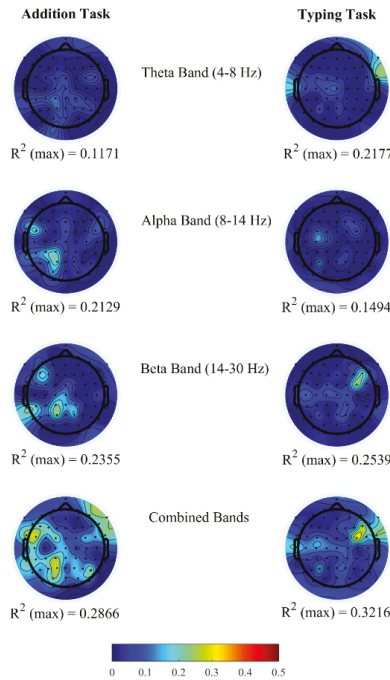 Addition Task Typing Task
Theta Band (4-8 Hz)
R² (max) = 0.1171 R² (max) = 0.2177
Alpha Band (8-14 Hz)
R² (max) = 0.2129 R² (max) = 0.1494
Beta Band (14-30 Hz)
R² (max) = 0.2355 R² (max) = 0.2539
Combined Bands
R² (max) = 0.2866 R² (max) = 0.3216
0 0.1 0.2 0.3 0.4 0.5